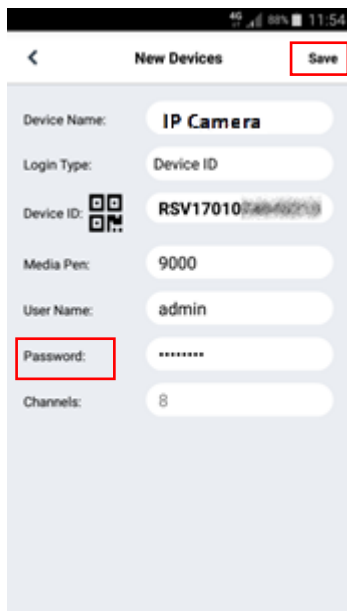 4G 88% 11:54
New Devices Save
Device Name: IP Camera
Login Type: Device ID
Device ID: RSV17010
Media Pen: 9000
User Name: admin
Password: ••••••••
Channels: 8